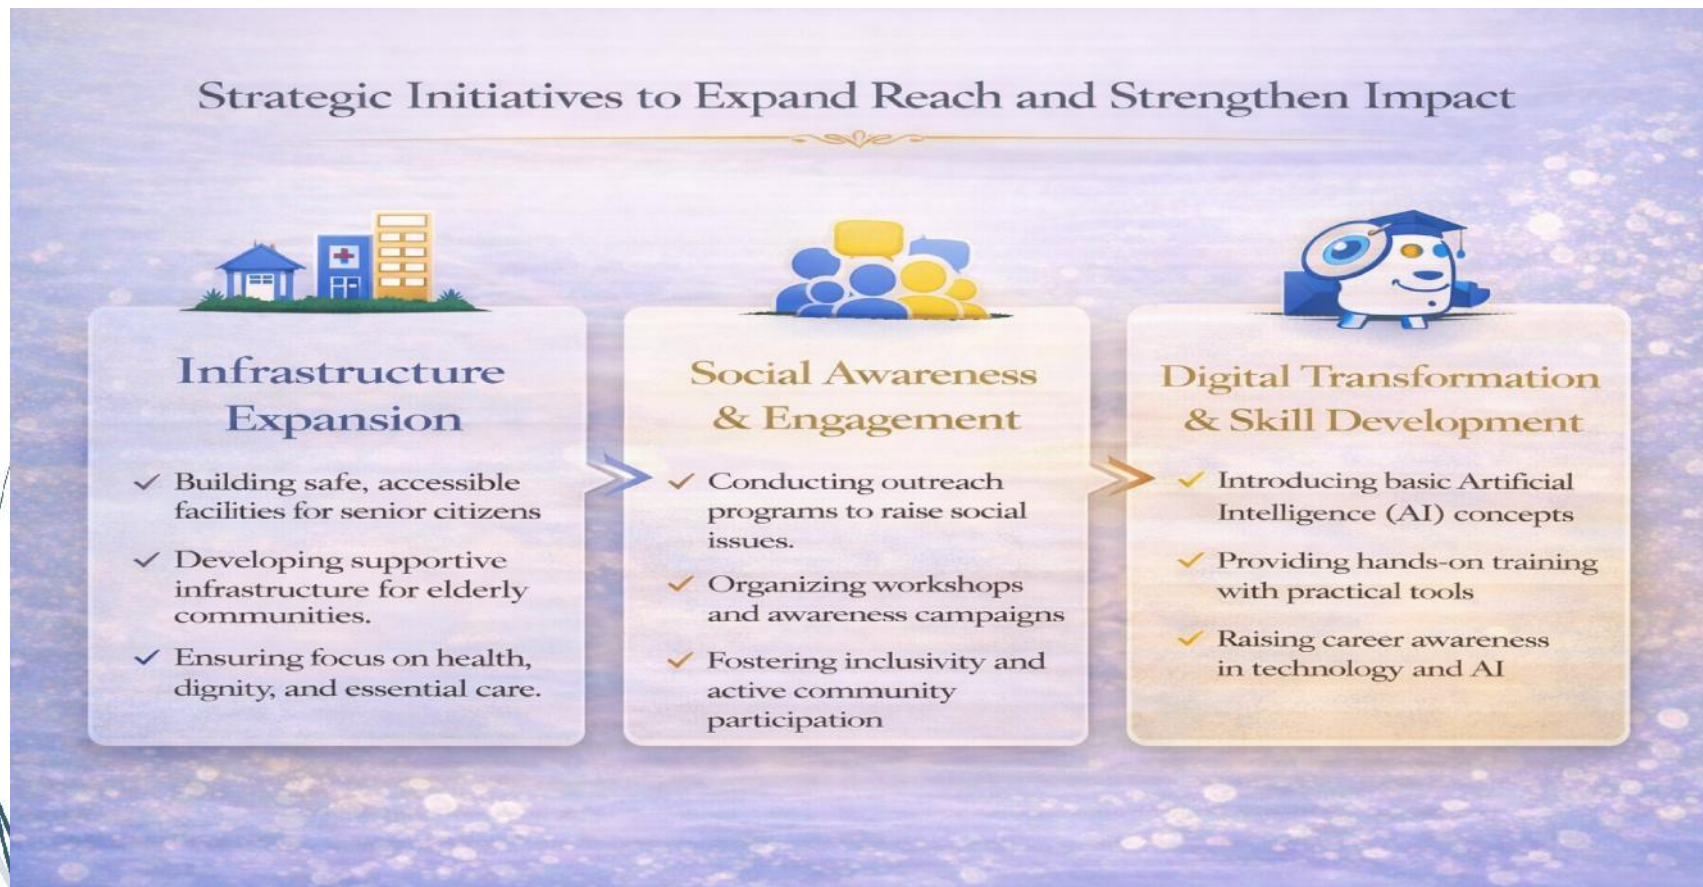 Strategic Initiatives to Expand Reach and Strengthen Impact
Infrastructure
Expansion
Building safe, accessible
facilities for senior citizens
Developing supportive
infrastructure for elderly
communities.
Ensuring focus on health,
dignity, and essential care.
Social Awareness
& Engagement
Conducting outreach
programs to raise social
issues.
Organizing workshops
and awareness campaigns
Fostering inclusivity and
active community
participation
Digital Transformation
& Skill Development
Introducing basic Artificial
Intelligence (AI) concepts
Providing hands-on training
with practical tools
Raising career awareness
in technology and AI